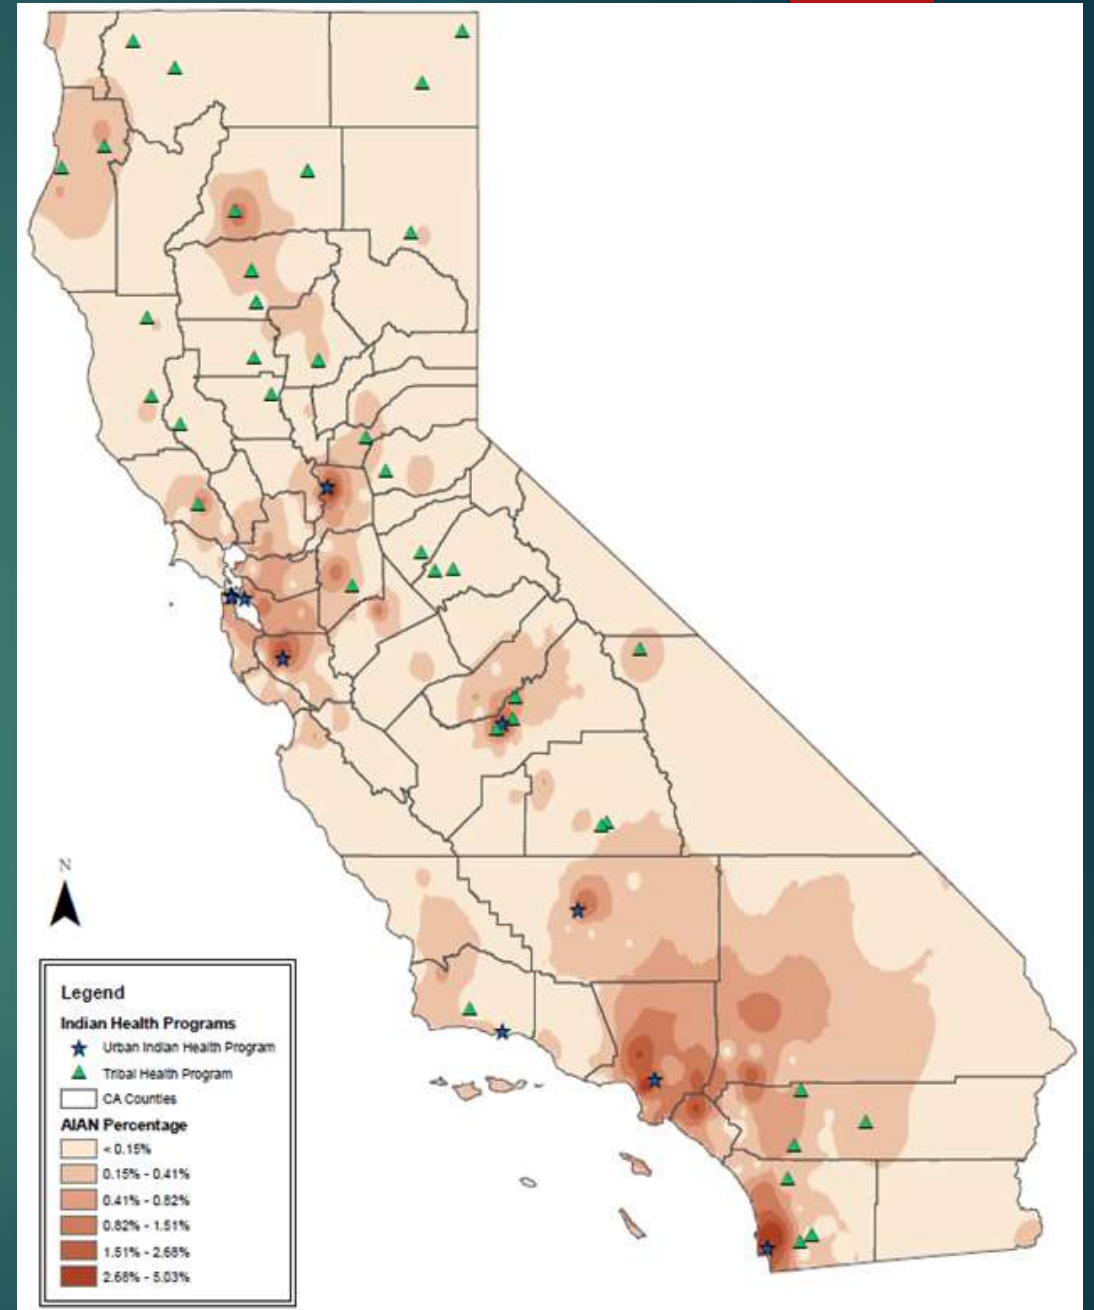 N
Legend
Indian Health Programs
Urban Indian Health Program
Tribal Health Program
CA Counties
AIAN Percentage
< 0.15%
0.15% - 0.41%
0.41% - 0.82%
0.82% - 1.51%
1.51% - 2.68%
2.68% - 5.03%